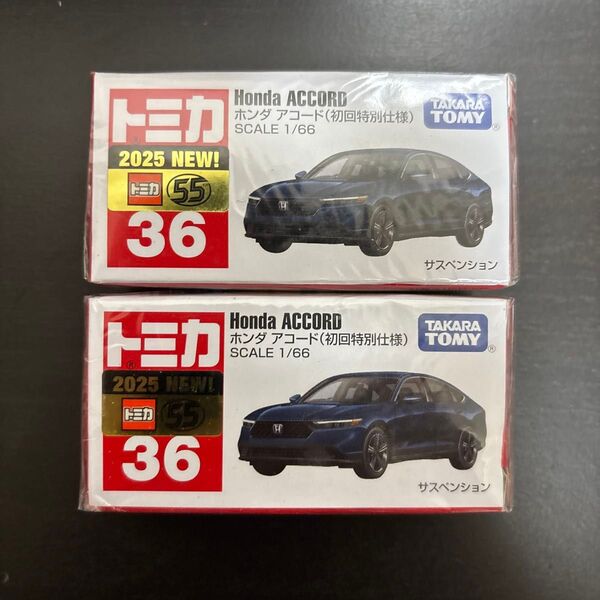 トミカ
2025 NEW!
トミカ 55
36
Honda ACCORD
ホンダ アコード(初回特別仕様)
SCALE 1/66
TAKARA
TOMY®
サスペンション
トミカ®
2025 NEW!
トミカ 55
36
Honda ACCORD
ホンダ アコード(初回特別仕様)
SCALE 1/66
TAKARA
TOMY®
サスペンション